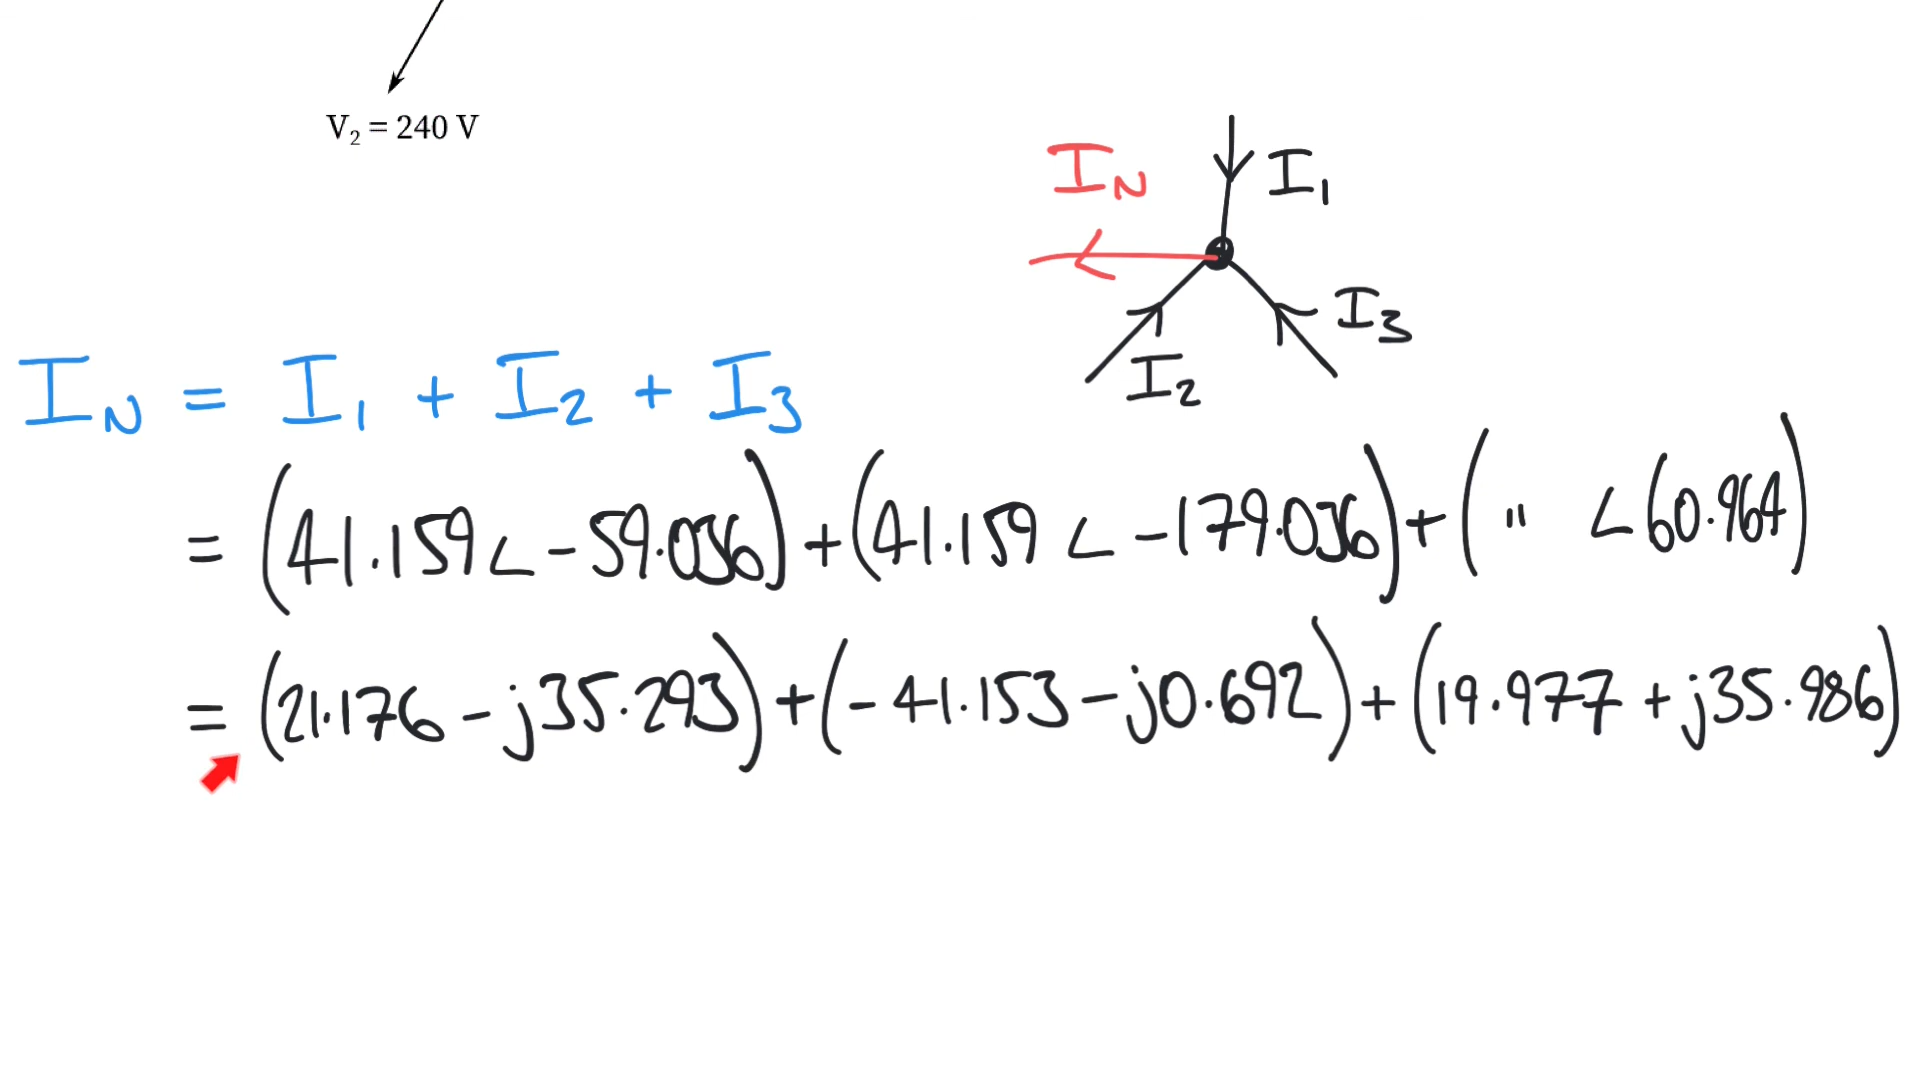 V₂ = 240 V
I_N
I₁
I₃
I₂
I_N = I₁ + I₂ + I₃
= (41.159∠-59.036) + (41.159∠-179.036) + ( " ∠60.964)
= (21.176 - j35.293) + (-41.153 - j0.692) + (19.977 + j35.986)